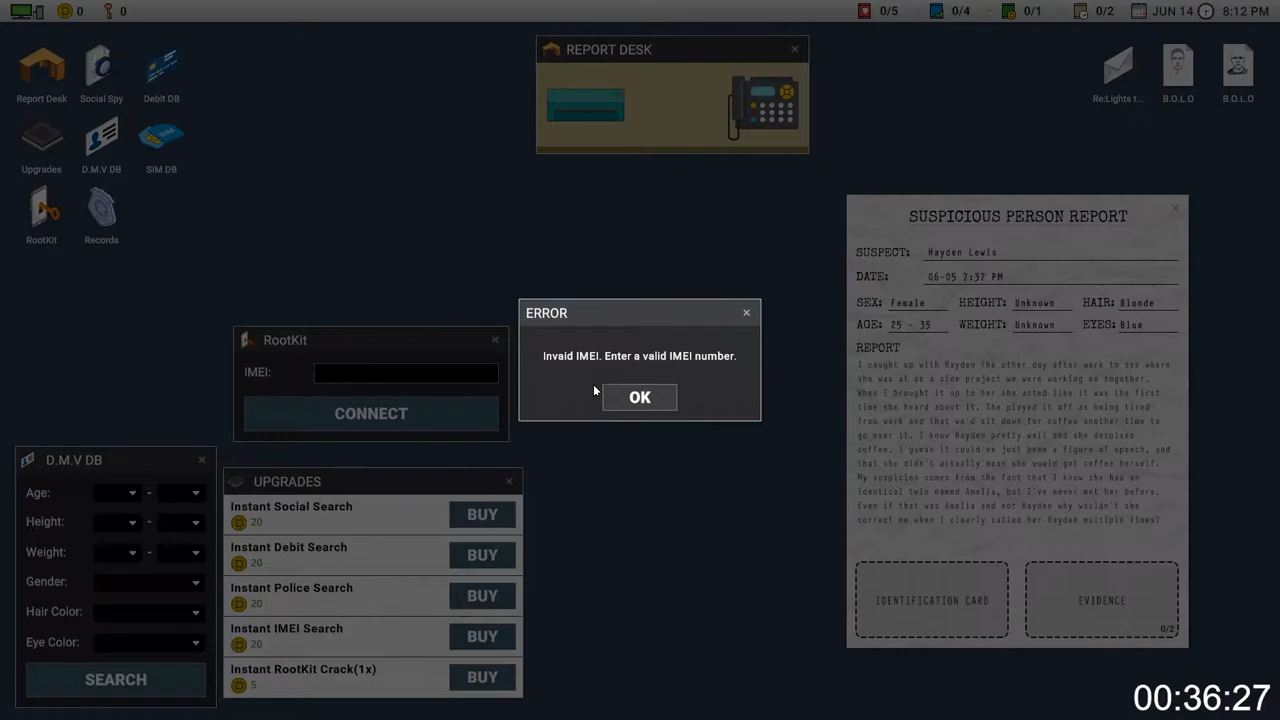 0 0 0/5 0/4 0/1 0/2 JUN 14 8:12 PM
Report Desk
Social Spy
Debit DB
Upgrades
D.M.V DB
SIM DB
RootKit
Records
REPORT DESK ×
Re:Lights t...
B.O.L.O
B.O.L.O
RootKit ×
IMEI:
CONNECT
ERROR ×
Invaid IMEI. Enter a valid IMEI number.
OK
D.M.V DB ×
Age: -
Height: -
Weight: -
Gender:
Hair Color:
Eye Color:
SEARCH
UPGRADES ×
Instant Social Search
20
BUY
Instant Debit Search
20
BUY
Instant Police Search
20
BUY
Instant IMEI Search
20
BUY
Instant RootKit Crack(1x)
5
BUY
SUSPICIOUS PERSON REPORT ×
SUSPECT: Hayden Lewis
DATE: 06-05 2:37 PM
SEX: Female HEIGHT: Unknown HAIR: Blonde
AGE: 25 - 35 WEIGHT: Unknown EYES: Blue
REPORT
I caught up with Hayden the other day after work to see where
she was at on a side project we were working on together.
When I brought it up to her she acted like it was the first
time she heard about it. She played it off as being tired
from work and that we'd sit down for coffee another time to
go over it. I know Hayden pretty well and she despises
coffee. I guess it could've just been a figure of speech, and
that she didn't actually mean she would get coffee herself.
My suspicion comes from the fact that I know she has an
identical twin named Amelia, but I've never met her before.
Even if that was Amelia and not Hayden why wouldn't she
correct me when I clearly called her Hayden multiple times?
IDENTIFICATION CARD
EVIDENCE
0/2
00:36:27